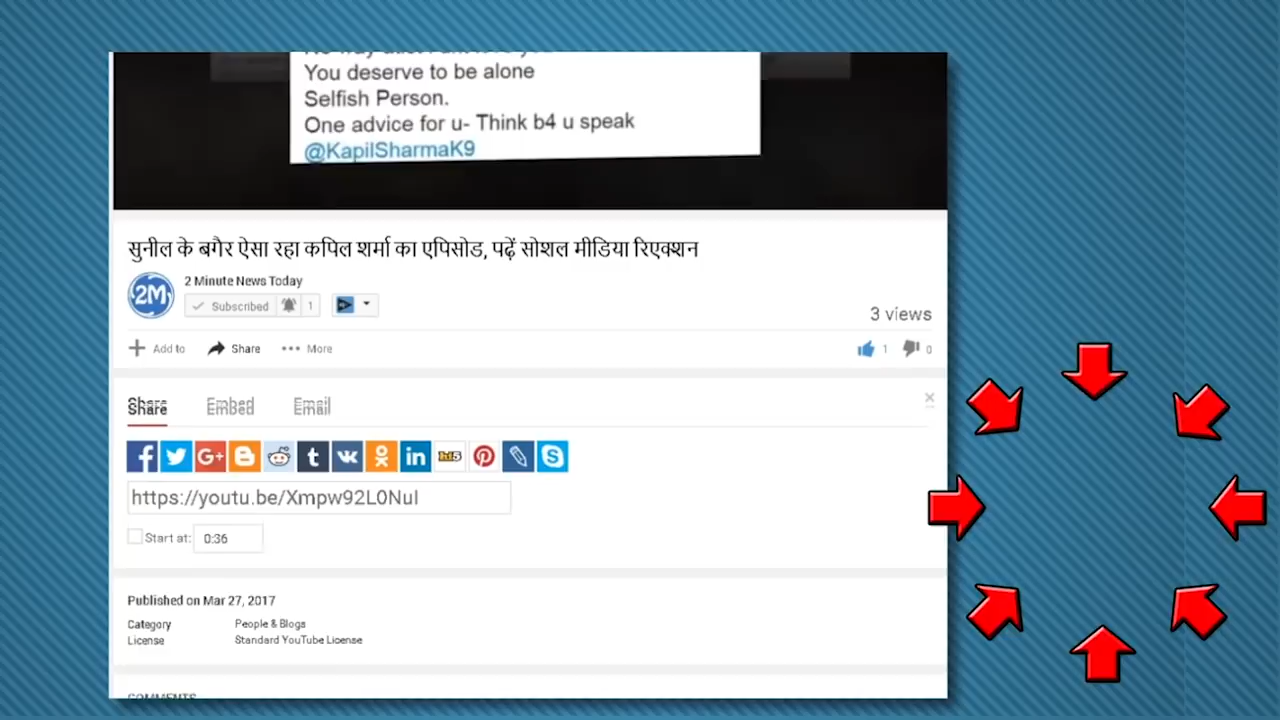 You deserve to be alone
Selfish Person.
One advice for u- Think b4 u speak
@KapilSharmaK9
सुनील के बगैर ऐसा रहा कपिल शर्मा का एपिसोड, पढ़ें सोशल मीडिया रिएक्शन
2M
2 Minute News Today
Subscribed 1
3 views
Add to Share More 1 0
Share Embed Email
https://youtu.be/Xmpw92L0NuI
Start at: 0:36
Published on Mar 27, 2017
Category People & Blogs
License Standard YouTube License
COMMENTS